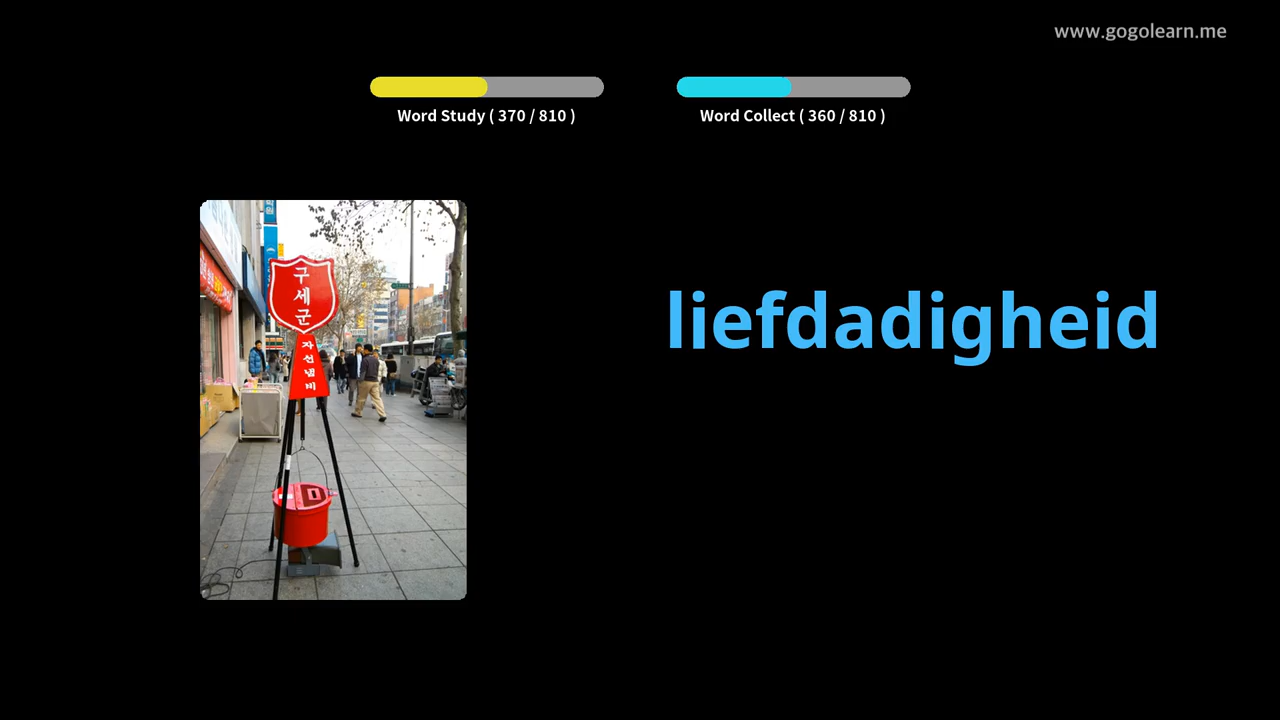 www.gogolearn.me
Word Study ( 370 / 810 )
Word Collect ( 360 / 810 )
구
세
군
자
선
냄
비
liefdadigheid